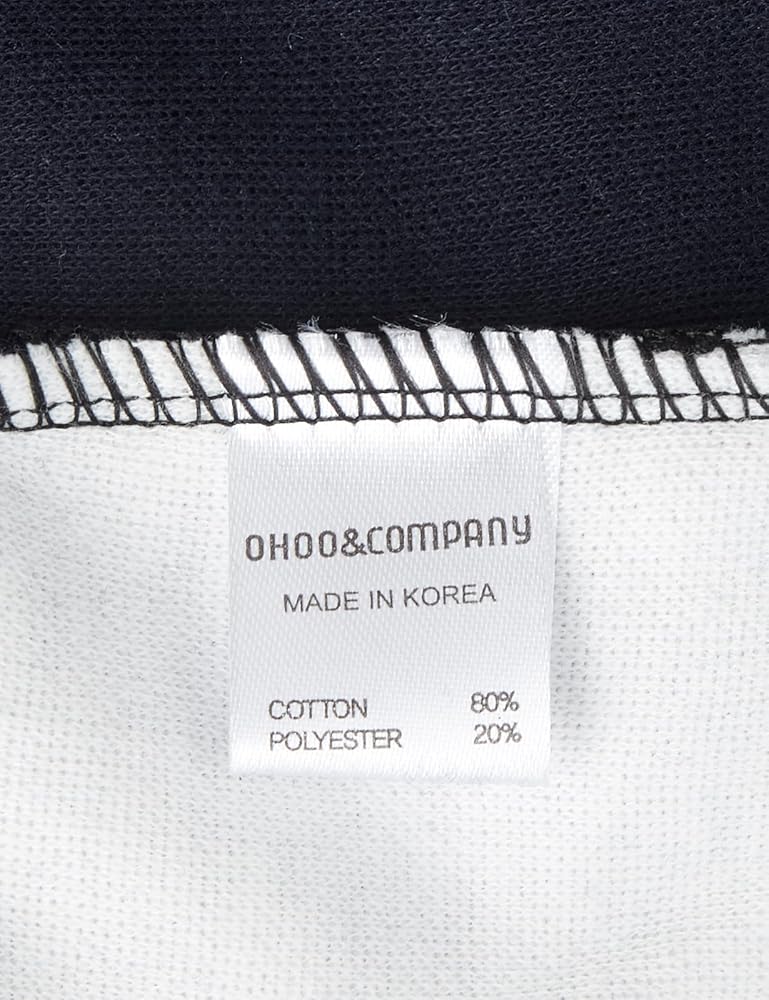 OHOO&COMPANY
MADE IN KOREA
COTTON 80%
POLYESTER 20%